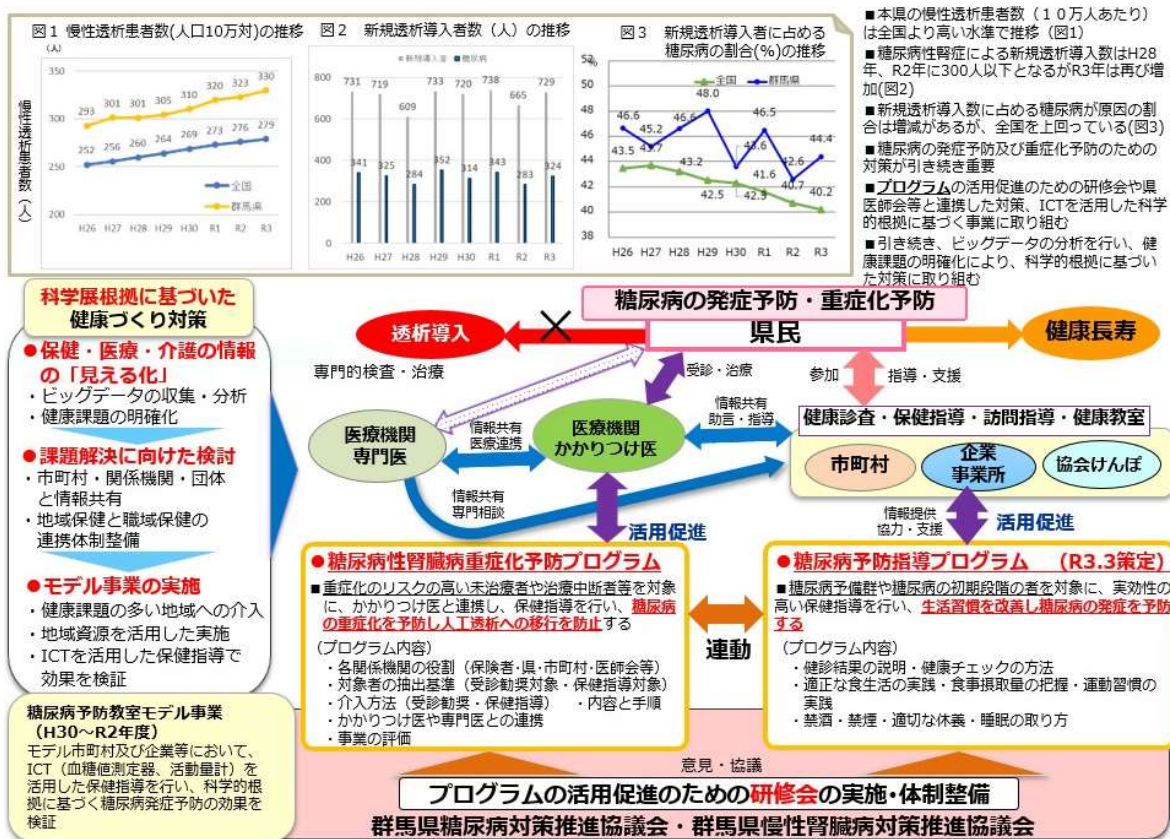 図1 慢性透析患者数(人口10万対)の推移
(人)
350
300
250
200
慢性透析患者数（人）
293
301
301
305
310
320
323
330
252
256
260
264
269
273
276
279
全国
群馬県
H26
H27
H28
H29
H30
R1
R2
R3
図2 新規透析導入者数（人）の推移
新規導入者
糖尿病
800
600
400
200
0
731
719
609
733
752
738
665
729
341
325
284
352
314
343
283
324
H26
H27
H28
H29
H30
R1
R2
R3
図3 新規透析導入者に占める
糖尿病の割合(%)の推移
%
52
50
48
46
44
42
40
38
全国
群馬県
46.6
45.2
46.6
48.0
43.6
46.5
42.6
44.4
43.5
43.7
43.2
42.5
42.3
41.6
40.7
40.2
H26
H27
H28
H29
H30
R1
R2
R3
■本県の慢性透析患者数（１０万人あたり）
は全国より高い水準で推移（図1）
■糖尿病性腎症による新規透析導入数はH28
年、R2年に300人以下となるがR3年は再び増
加(図2)
■新規透析導入数に占める糖尿病が原因の割
合は増減があるが、全国を上回っている(図3)
■糖尿病の発症予防及び重症化予防のための
対策が引き続き重要
■プログラムの活用促進のための研修会や県
医師会等と連携した対策、ICTを活用した科学
的根拠に基づく事業に取り組む
■引き続き、ビッグデータの分析を行い、健
康課題の明確化により、科学的根拠に基づい
た対策に取り組む
科学展根拠に基づいた
健康づくり対策
●保健・医療・介護の情報
の「見える化」
・ビッグデータの収集・分析
・健康課題の明確化
●課題解決に向けた検討
・市町村・関係機関・団体
と情報共有
・地域保健と職域保健の
連携体制整備
●モデル事業の実施
・健康課題の多い地域への介入
・地域資源を活用した実施
・ICTを活用した保健指導で
効果を検証
糖尿病予防教室モデル事業
（H30～R2年度）
モデル市町村及び企業等において、
ICT（血糖値測定器、活動量計）を
活用した保健指導を行い、科学的根
拠に基づく糖尿病発症予防の効果を
検証
糖尿病の発症予防・重症化予防
透析導入
県民
健康長寿
専門的検査・治療
受診・治療
参加
指導・支援
医療機関
専門医
情報共有
医療連携
医療機関
かかりつけ医
情報共有
助言・指導
健康診査・保健指導・訪問指導・健康教室
市町村
企業
事業所
協会けんぽ
情報共有
専門相談
活用促進
情報提供
協力・支援
活用促進
●糖尿病性腎臓病重症化予防プログラム
■重症化のリスクの高い未治療者や治療中断者等を対象
に、かかりつけ医と連携し、保健指導を行い、糖尿病
の重症化を予防し人工透析への移行を防止する
（プログラム内容）
・各関係機関の役割（保険者・県・市町村・医師会等）
・対象者の抽出基準（受診勧奨対象・保健指導対象）
・介入方法（受診勧奨・保健指導）　・内容と手順
・かかりつけ医や専門医との連携
・事業の評価
連動
●糖尿病予防指導プログラム　（R3.3策定）
■糖尿病予備群や糖尿病の初期段階の者を対象に、実効性の
高い保健指導を行い、生活習慣を改善し糖尿病の発症を予防
する
（プログラム内容）
・健診結果の説明・健康チェックの方法
・適正な食生活の実践・食事摂取量の把握・運動習慣の
実践
・禁酒・禁煙・適切な休養・睡眠の取り方
意見・協議
プログラムの活用促進のための研修会の実施・体制整備
群馬県糖尿病対策推進協議会・群馬県慢性腎臓病対策推進協議会